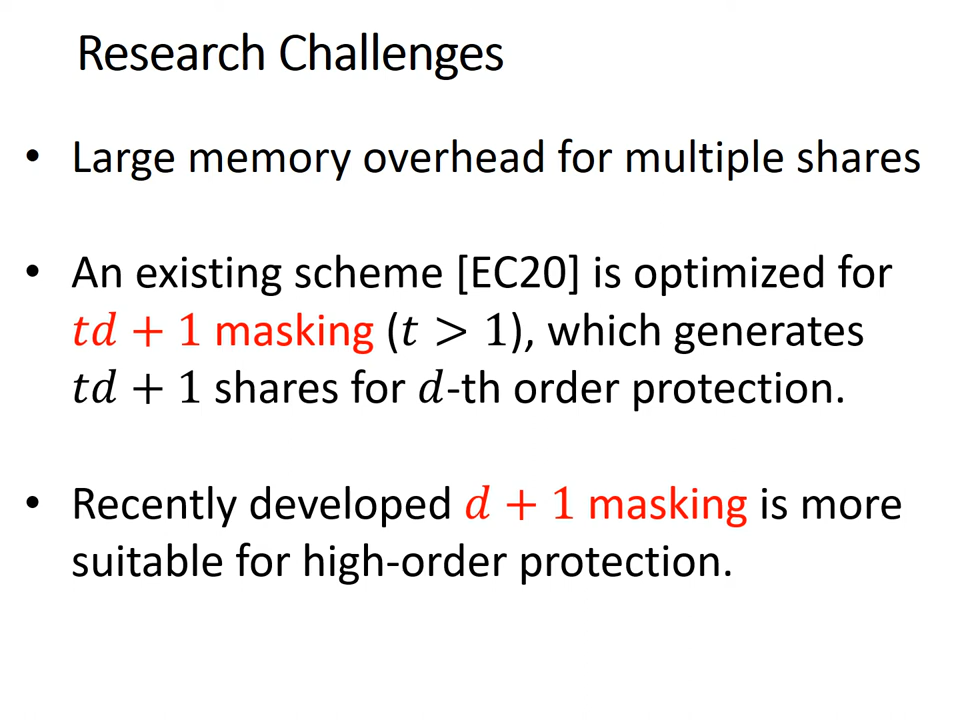 Research Challenges
• Large memory overhead for multiple shares
• An existing scheme [EC20] is optimized for
td + 1 masking (t > 1), which generates
td + 1 shares for d-th order protection.
• Recently developed d + 1 masking is more
suitable for high-order protection.